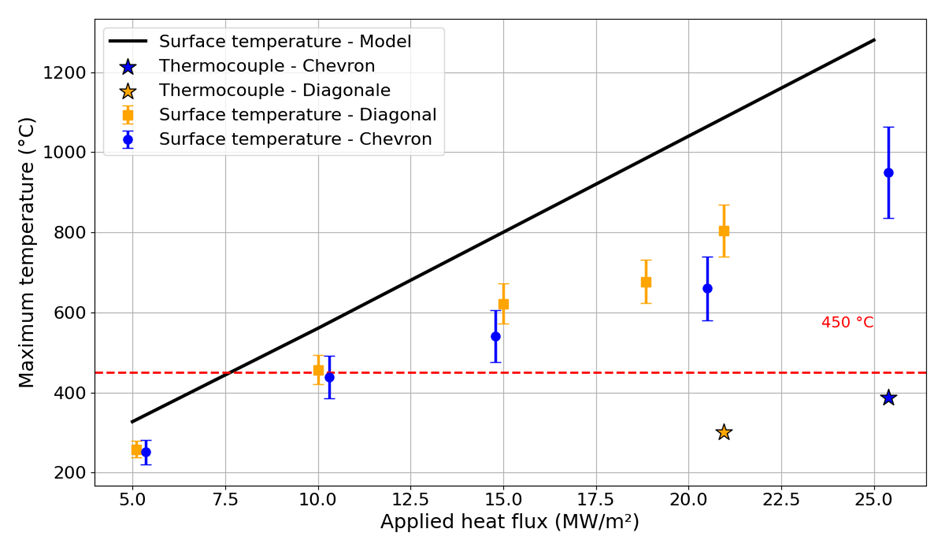 Surface temperature - Model
Thermocouple - Chevron
Thermocouple - Diagonale
Surface temperature - Diagonal
Surface temperature - Chevron
Maximum temperature (°C)
1200
1000
800
600
400
200
450 °C
5.0 7.5 10.0 12.5 15.0 17.5 20.0 22.5 25.0
Applied heat flux (MW/m²)